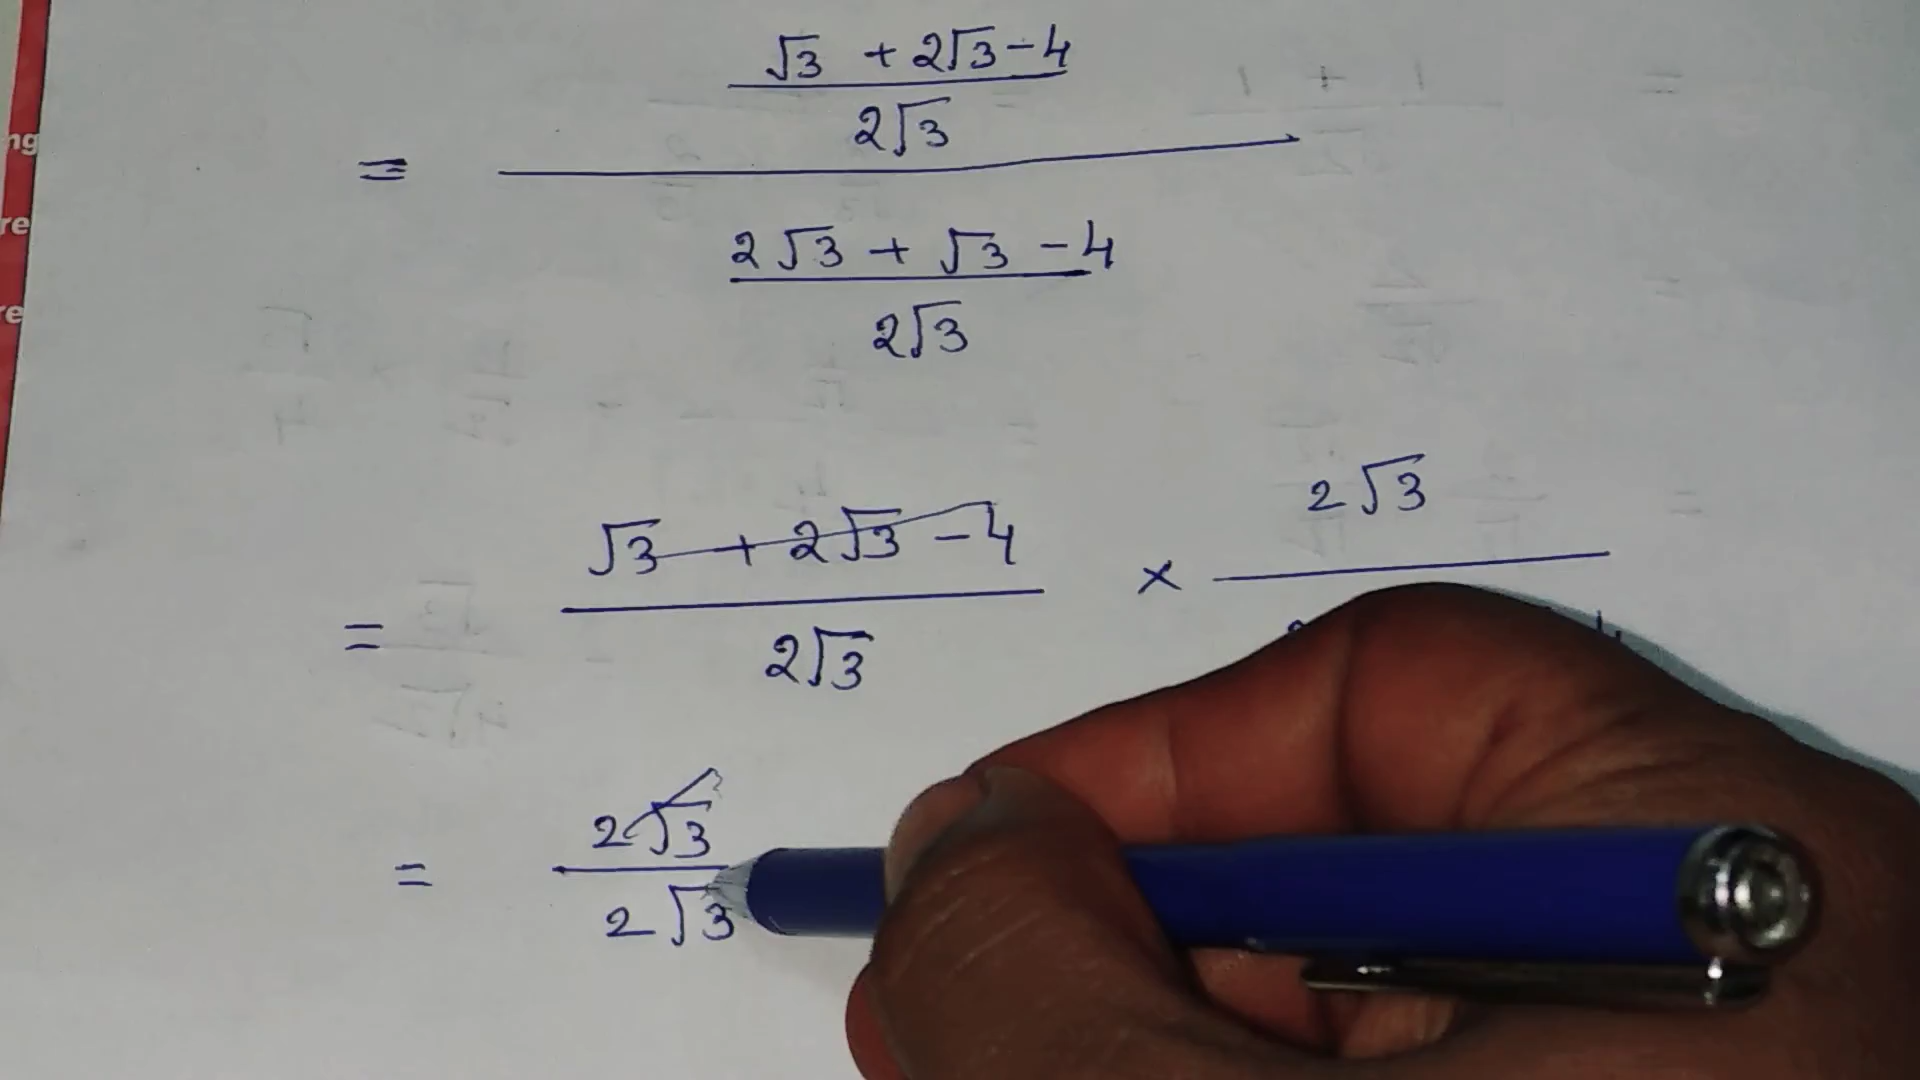 ng
re
re
√3 + 2√3 - 4
2√3
=
2√3 + √3 - 4
2√3
= √3 + 2√3 - 4 × 2√3
2√3
= 2√3
2√3